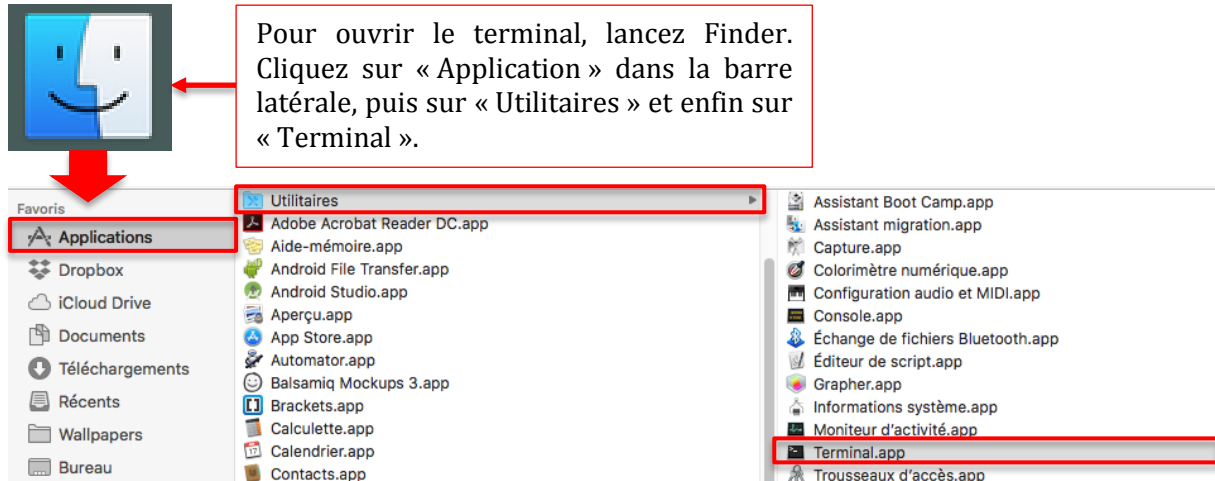 Pour ouvrir le terminal, lancez Finder.
Cliquez sur « Application » dans la barre
latérale, puis sur « Utilitaires » et enfin sur
« Terminal ».
Favoris
Applications
Dropbox
iCloud Drive
Documents
Téléchargements
Récents
Wallpapers
Bureau
Utilitaires
Adobe Acrobat Reader DC.app
Aide-mémoire.app
Android File Transfer.app
Android Studio.app
Aperçu.app
App Store.app
Automator.app
Balsamiq Mockups 3.app
Brackets.app
Calculette.app
Calendrier.app
Contacts.app
Assistant Boot Camp.app
Assistant migration.app
Capture.app
Colorimètre numérique.app
Configuration audio et MIDI.app
Console.app
Échange de fichiers Bluetooth.app
Éditeur de script.app
Grapher.app
Informations système.app
Moniteur d'activité.app
Terminal.app
Trousseaux d'accès.app